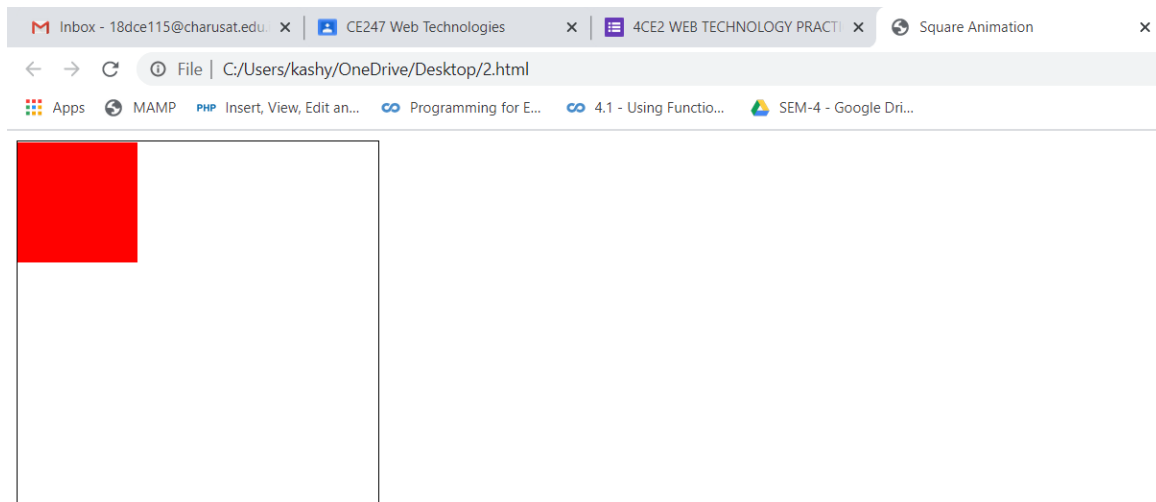 Inbox - 18dce115@charusat.edu. CE247 Web Technologies 4CE2 WEB TECHNOLOGY PRACTI Square Animation
File | C:/Users/kashy/OneDrive/Desktop/2.html
Apps MAMP PHP Insert, View, Edit an... Programming for E... 4.1 - Using Functio... SEM-4 - Google Dri...